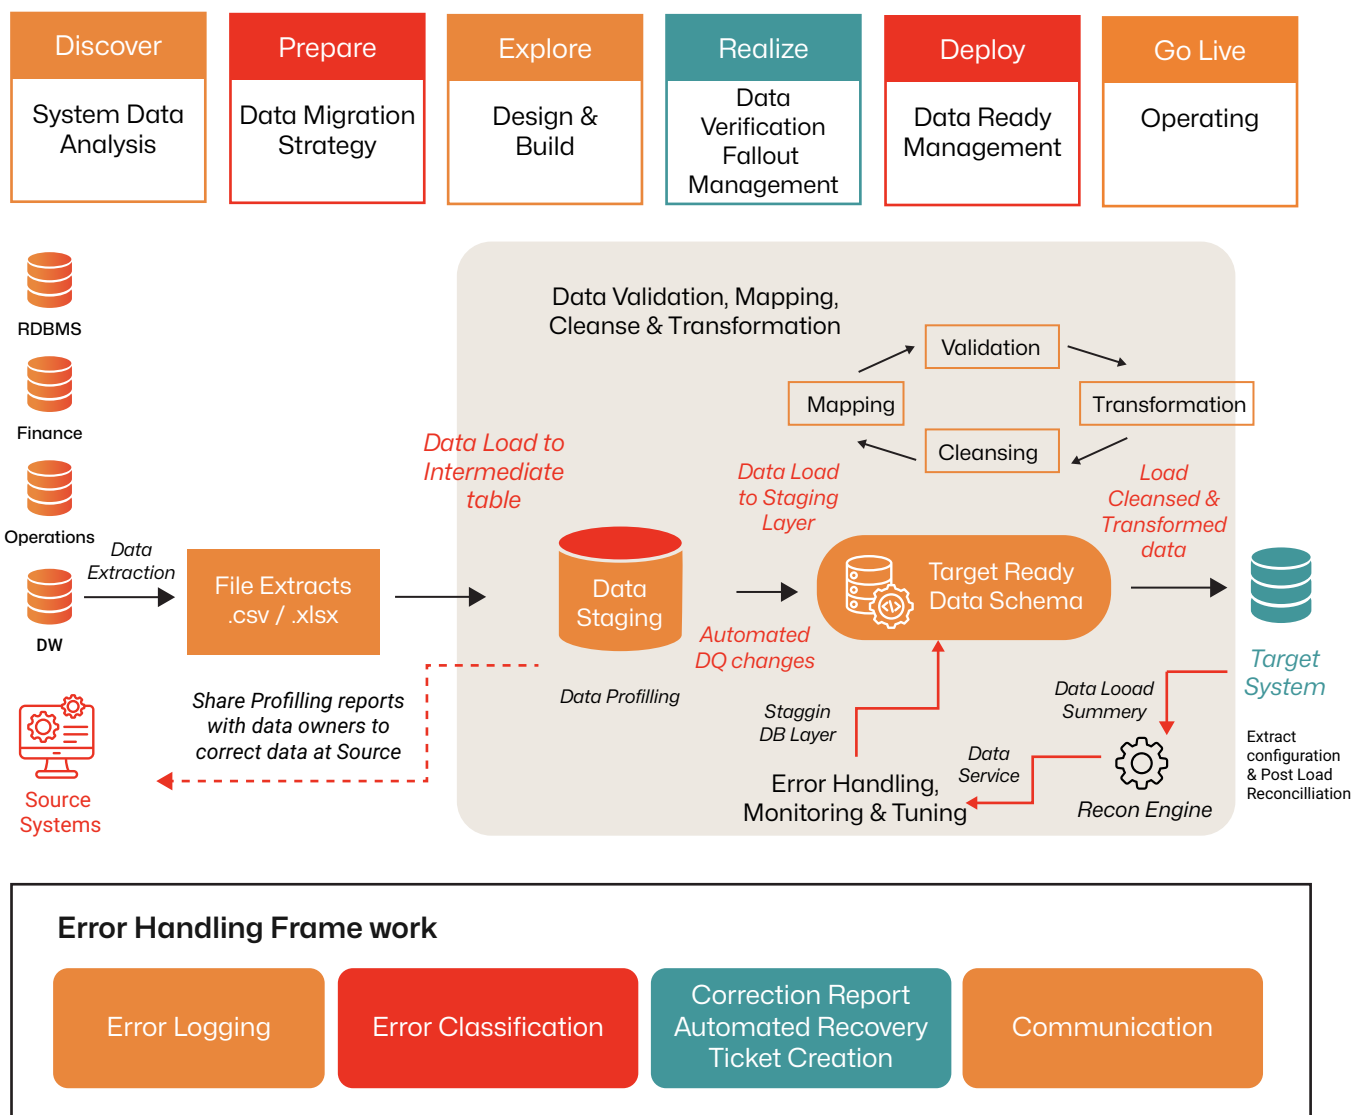 Discover
System Data
Analysis
Prepare
Data Migration
Strategy
Explore
Design &
Build
Realize
Data
Verification
Fallout
Management
Deploy
Data Ready
Management
Go Live
Operating
RDBMS
Finance
Operations
DW
Data
Extraction
File Extracts
.csv / .xlsx
Data Load to
Intermediate
table
Data Validation, Mapping,
Cleanse & Transformation
Validation
Mapping
Transformation
Cleansing
Data
Staging
Data Profilling
Data Load
to Staging
Layer
Automated
DQ changes
Target Ready
Data Schema
Load
Cleansed &
Transformed
data
Target
System
Extract
configuration
& Post Load
Reconcilliation
Share Profilling reports
with data owners to
correct data at Source
Source
Systems
Staggin
DB Layer
Error Handling,
Monitoring & Tuning
Data
Service
Data Looad
Summery
Recon Engine
Error Handling Frame work
Error Logging
Error Classification
Correction Report
Automated Recovery
Ticket Creation
Communication